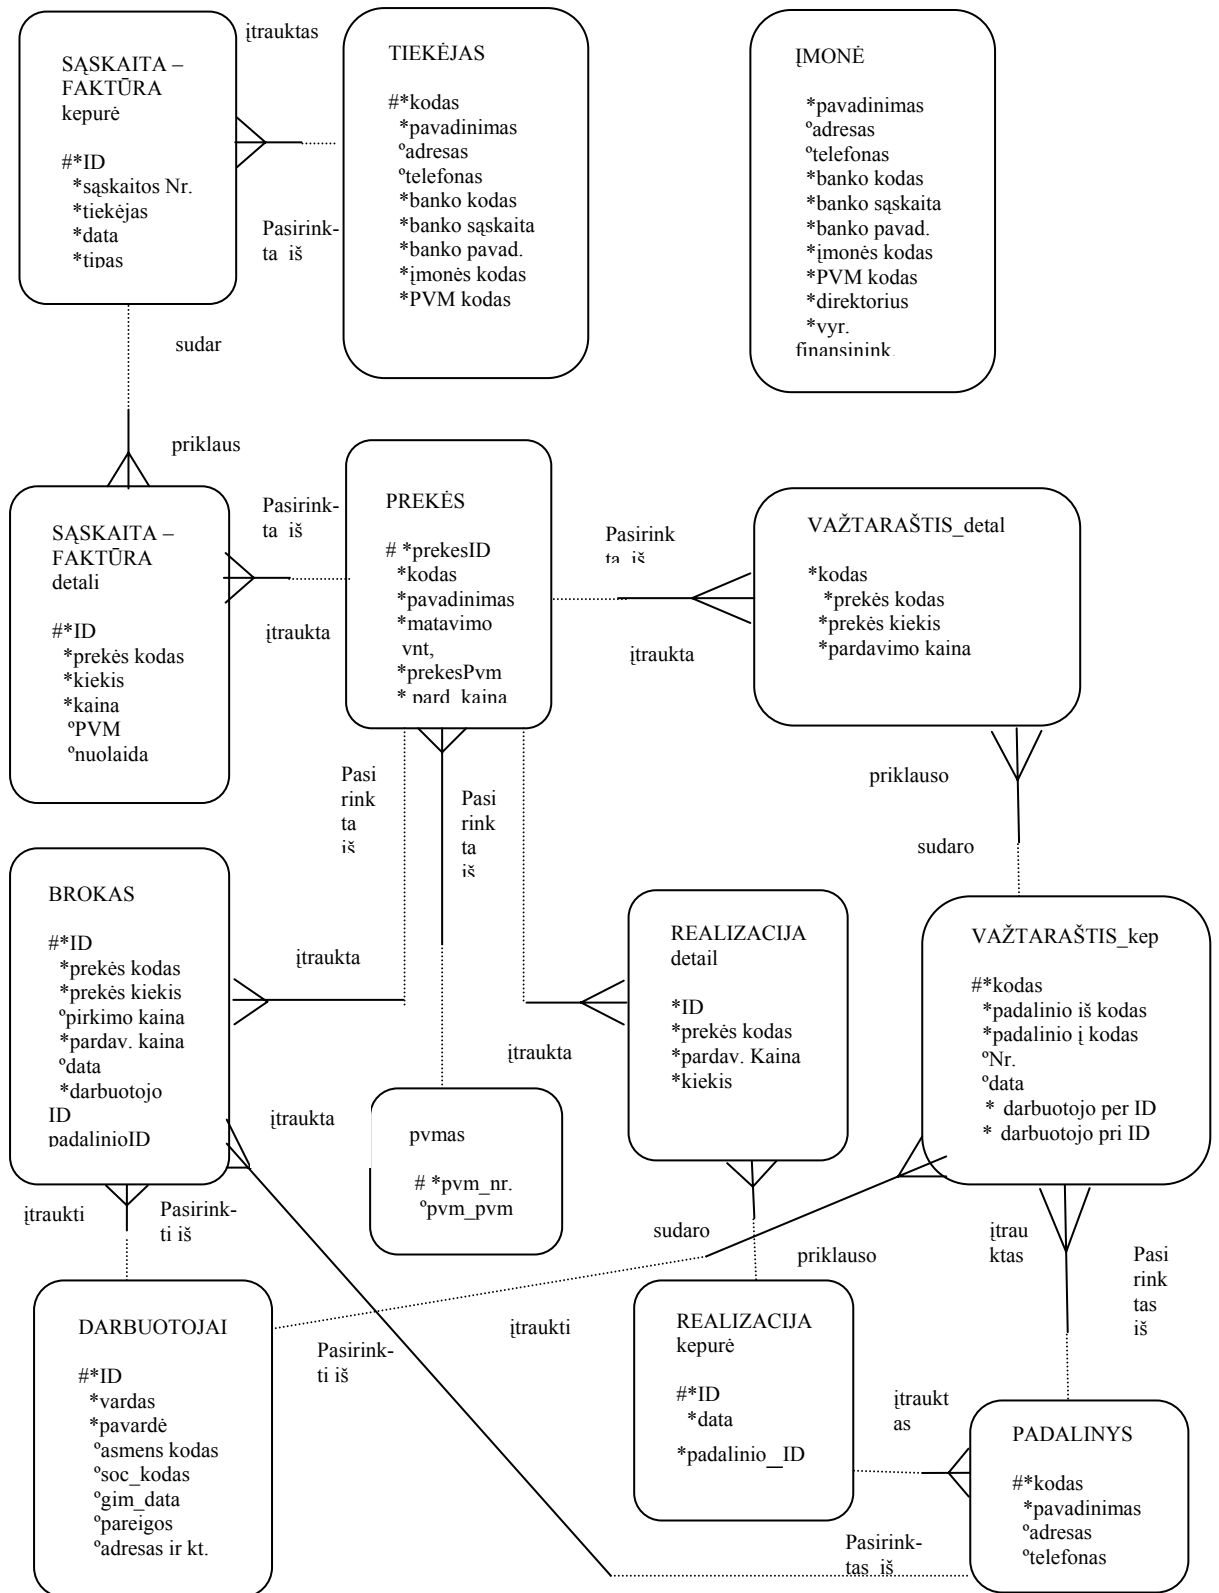 SĄSKAITA –
FAKTŪRA
kepurė
#*ID
*sąskaitos Nr.
*tiekėjas
*data
*tipas
įtrauktas
Pasirink-
ta iš
TIEKĖJAS
#*kodas
*pavadinimas
ºadresas
ºtelefonas
*banko kodas
*banko sąskaita
*banko pavad.
*įmonės kodas
*PVM kodas
ĮMONĖ
*pavadinimas
ºadresas
ºtelefonas
*banko kodas
*banko sąskaita
*banko pavad.
*įmonės kodas
*PVM kodas
*direktorius
*vyr.
finansinink.
sudar
priklaus
SĄSKAITA –
FAKTŪRA
detali
#*ID
*prekės kodas
*kiekis
*kaina
ºPVM
ºnuolaida
Pasirink-
ta iš
įtraukta
PREKĖS
# *prekesID
*kodas
*pavadinimas
*matavimo
vnt,
*prekesPvm
* pard_kaina
Pasirink
ta iš
įtraukta
VAŽTARAŠTIS_detal
*kodas
*prekės kodas
*prekės kiekis
*pardavimo kaina
priklauso
sudaro
Pasi
rink
ta
iš
Pasi
rink
ta
iš
BROKAS
#*ID
*prekės kodas
*prekės kiekis
ºpirkimo kaina
*pardav. kaina
ºdata
*darbuotojo
ID
padalinioID
įtraukta
įtraukta
REALIZACIJA
detail
*ID
*prekės kodas
*pardav. Kaina
*kiekis
įtraukta
VAŽTARAŠTIS_kep
#*kodas
*padalinio iš kodas
*padalinio į kodas
ºNr.
ºdata
* darbuotojo per ID
* darbuotojo pri ID
pvmas
# *pvm_nr.
ºpvm_pvm
įtraukti
Pasirink-
ti iš
sudaro
priklauso
įtrau
ktas
Pasi
rink
tas
iš
DARBUOTOJAI
#*ID
*vardas
*pavardė
ºasmens kodas
ºsoc_kodas
ºgim_data
ºpareigos
ºadresas ir kt.
Pasirink-
ti iš
įtraukti
REALIZACIJA
kepurė
#*ID
*data
*padalinio_ID
įtraukt
as
PADALINYS
#*kodas
*pavadinimas
ºadresas
ºtelefonas
Pasirink-
tas iš